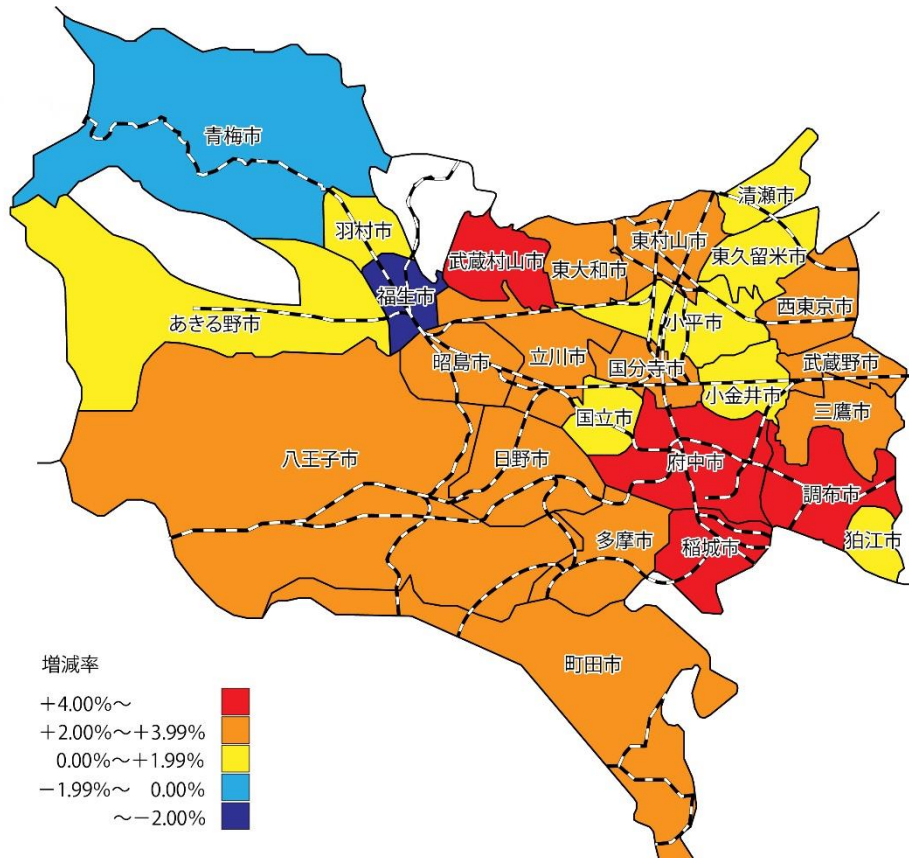 青梅市
羽村市
清瀬市
東村山市
東久留米市
武蔵村山市
東大和市
福生市
西東京市
あきる野市
小平市
昭島市
立川市
国分寺市
武蔵野市
小金井市
国立市
三鷹市
八王子市
日野市
府中市
調布市
多摩市
稲城市
狛江市
町田市
増減率
+4.00%～
+2.00%～+3.99%
0.00%～+1.99%
−1.99%～ 0.00%
～−2.00%